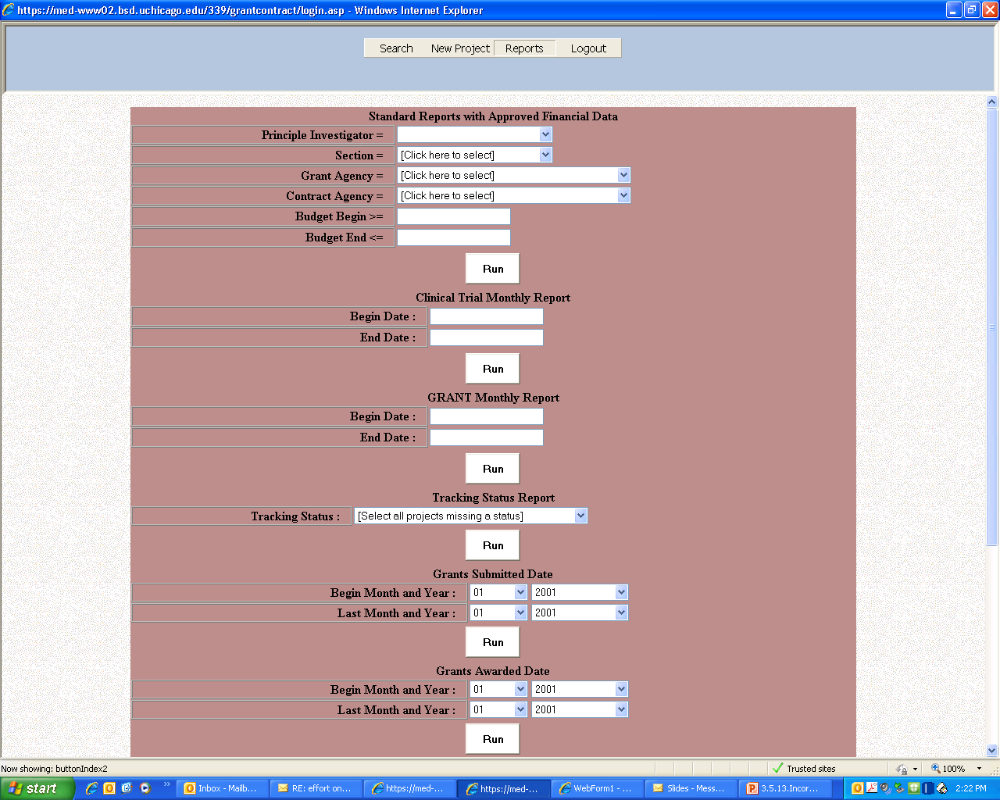 https://med-www02.bsd.uchicago.edu/339/grantcontract/login.asp - Windows Internet Explorer
Search New Project Reports Logout
Standard Reports with Approved Financial Data
Principle Investigator =
Section = [Click here to select]
Grant Agency = [Click here to select]
Contract Agency = [Click here to select]
Budget Begin >=
Budget End <=
Run
Clinical Trial Monthly Report
Begin Date :
End Date :
Run
GRANT Monthly Report
Begin Date :
End Date :
Run
Tracking Status Report
Tracking Status : [Select all projects missing a status]
Run
Grants Submitted Date
Begin Month and Year : 01 2001
Last Month and Year : 01 2001
Run
Grants Awarded Date
Begin Month and Year : 01 2001
Last Month and Year : 01 2001
Run
Now showing: buttonIndex2 Trusted sites 100%
start Inbox - Mailb... RE: effort on... https://med-... https://med-... WebForm1 - ... Slides - Mess... 3.5.13.Incor... 2:22 PM